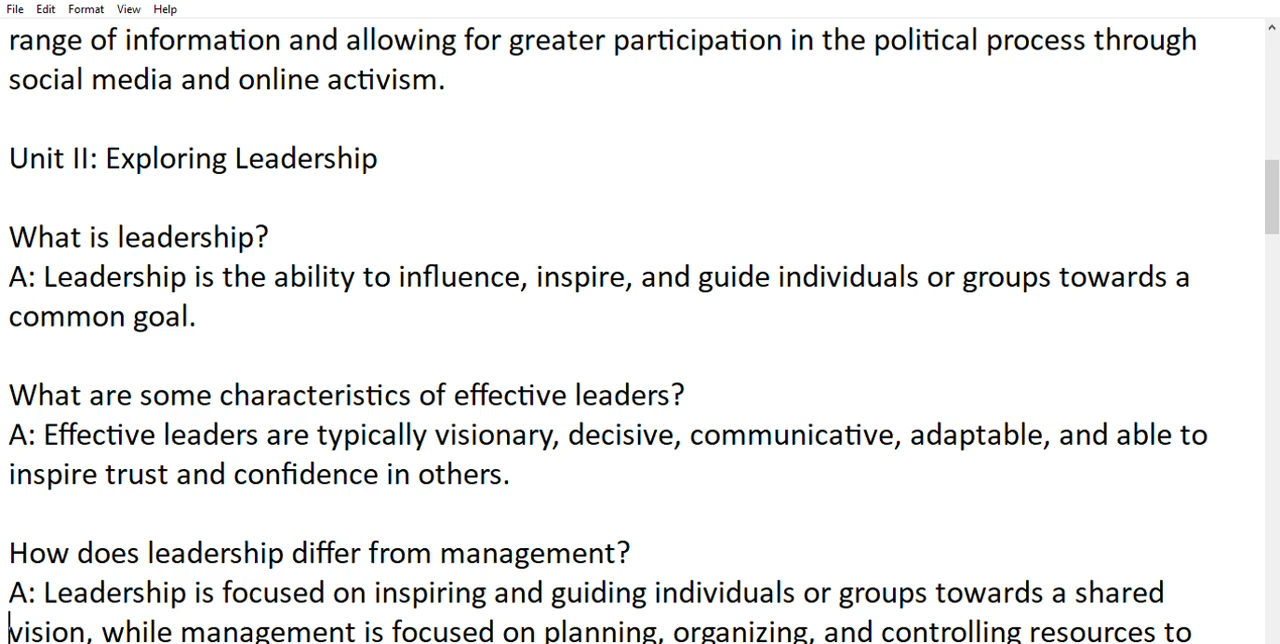 File Edit Format View Help
range of information and allowing for greater participation in the political process through
social media and online activism.
Unit II: Exploring Leadership
What is leadership?
A: Leadership is the ability to influence, inspire, and guide individuals or groups towards a
common goal.
What are some characteristics of effective leaders?
A: Effective leaders are typically visionary, decisive, communicative, adaptable, and able to
inspire trust and confidence in others.
How does leadership differ from management?
A: Leadership is focused on inspiring and guiding individuals or groups towards a shared
vision, while management is focused on planning, organizing, and controlling resources to